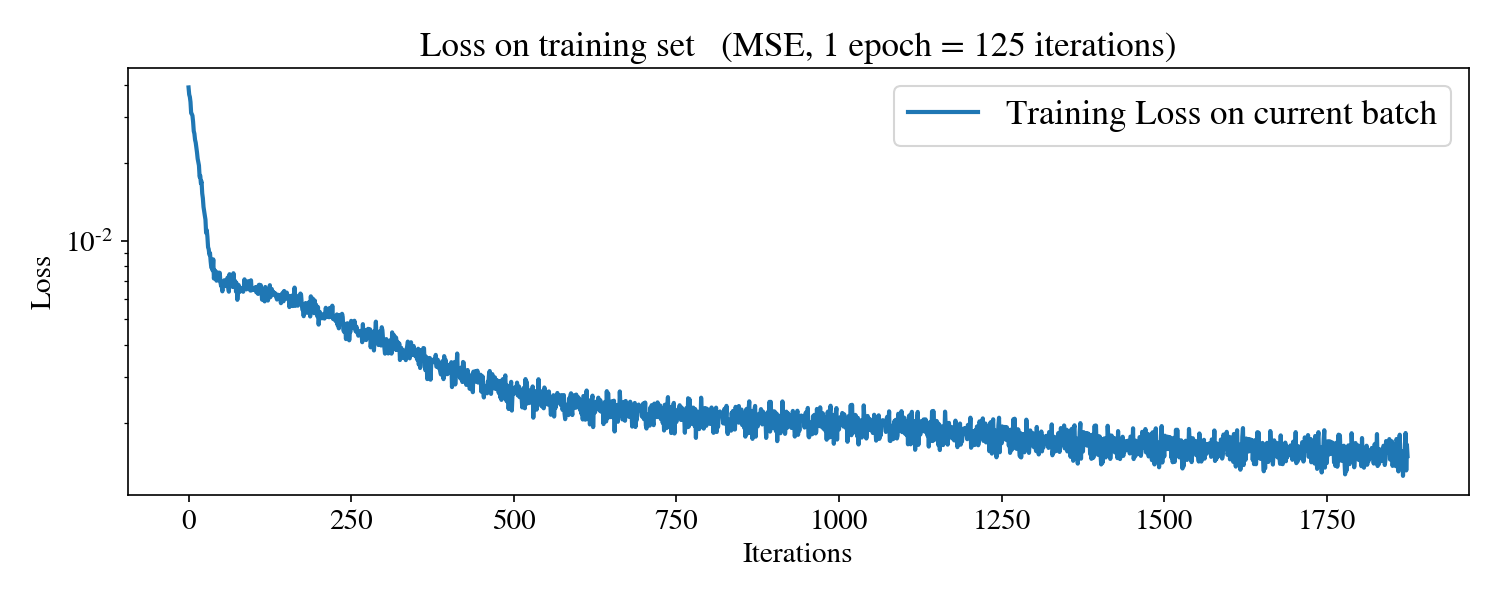 Loss on training set (MSE, 1 epoch = 125 iterations)
Training Loss on current batch
10-2
Loss
0 250 500 750 1000 1250 1500 1750
Iterations